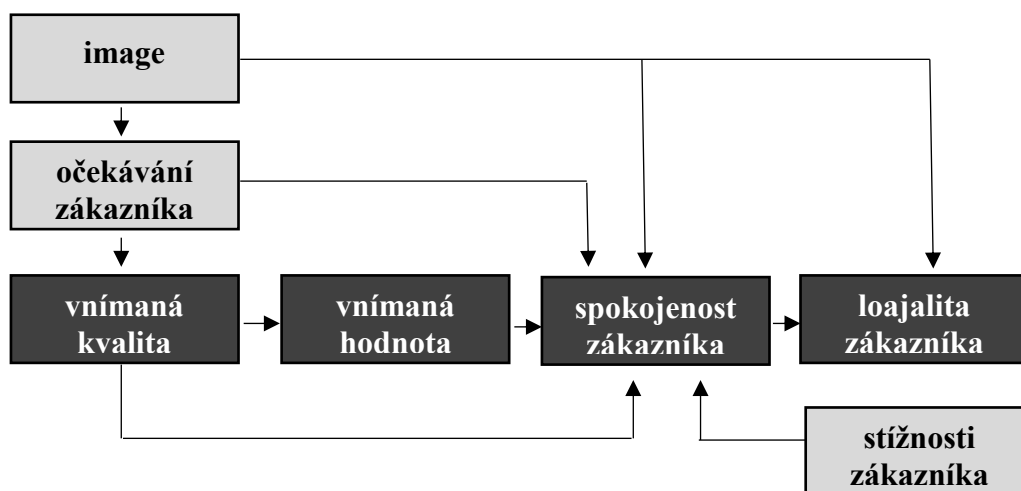 image
očekávání
zákazníka
vnímaná
kvalita
vnímaná
hodnota
spokojenost
zákazníka
loajalita
zákazníka
stížnosti
zákazníka